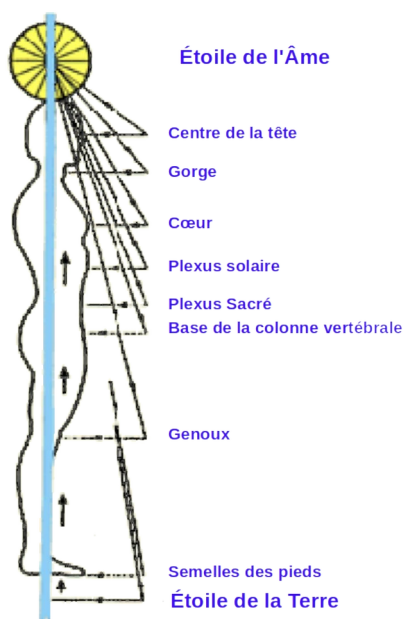 Étoile de l'Âme
Centre de la tête
Gorge
Cœur
Plexus solaire
Plexus Sacré
Base de la colonne vertébrale
Genoux
Semelles des pieds
Étoile de la Terre